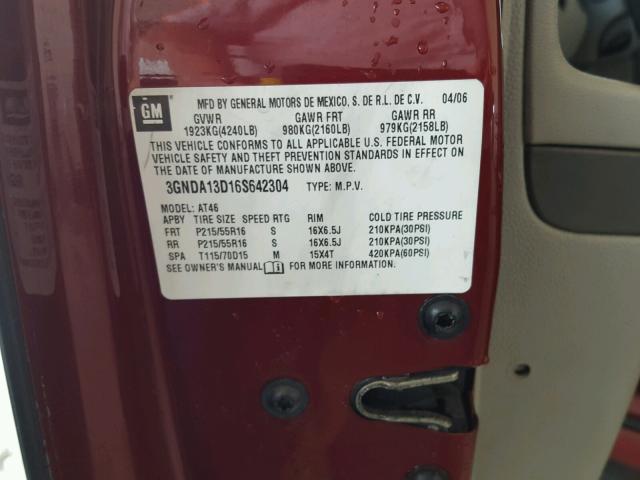 GM
MFD BY GENERAL MOTORS DE MEXICO, S. DE R.L. DE C.V. 04/06
GVWR GAWR FRT GAWR RR
1923KG(4240LB) 980KG(2160LB) 979KG(2158LB)
THIS VEHICLE CONFORMS TO ALL APPLICABLE U.S. FEDERAL MOTOR
VEHICLE SAFETY AND THEFT PREVENTION STANDARDS IN EFFECT ON
THE DATE OF MANUFACTURE SHOWN ABOVE.
3GNDA13D16S642304 TYPE: M.P.V.
MODEL: AT46
APBY TIRE SIZE SPEED RTG RIM COLD TIRE PRESSURE
FRT P215/55R16 S 16X6.5J 210KPA(30PSI)
RR P215/55R16 S 16X6.5J 210KPA(30PSI)
SPA T115/70D15 M 15X4T 420KPA(60PSI)
SEE OWNER'S MANUAL FOR MORE INFORMATION